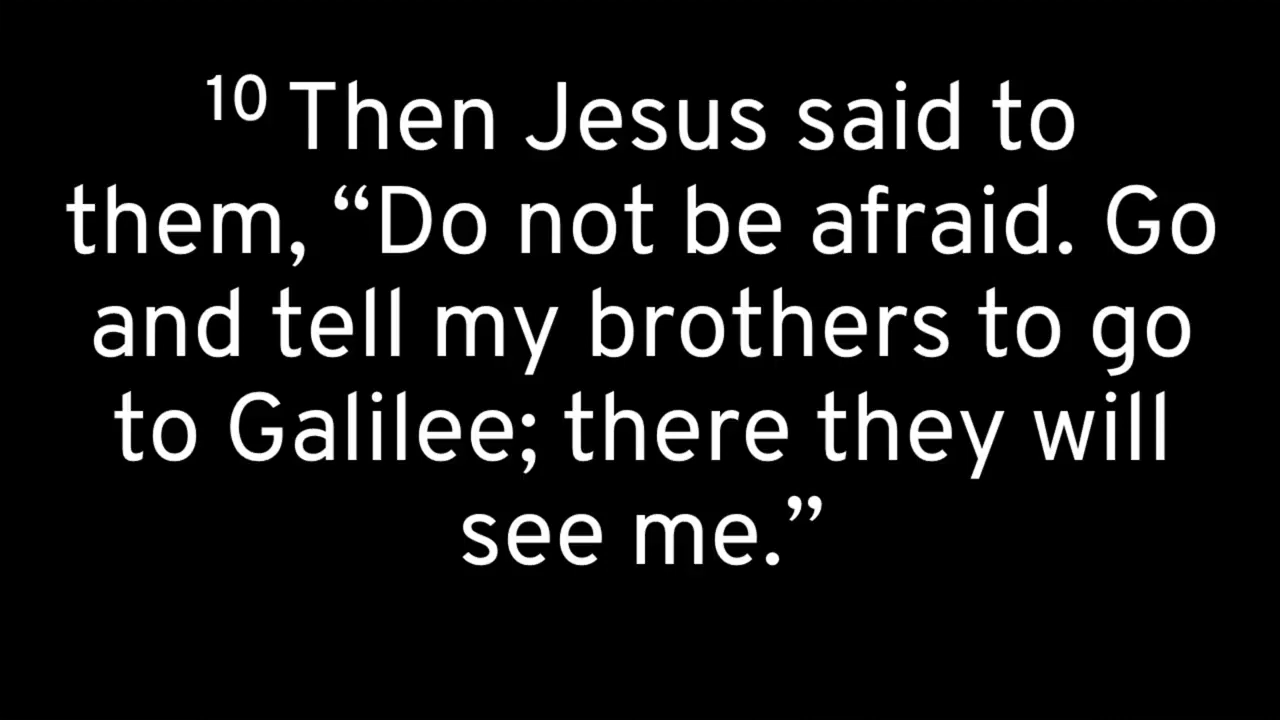 ¹⁰ Then Jesus said to
them, “Do not be afraid. Go
and tell my brothers to go
to Galilee; there they will
see me.”